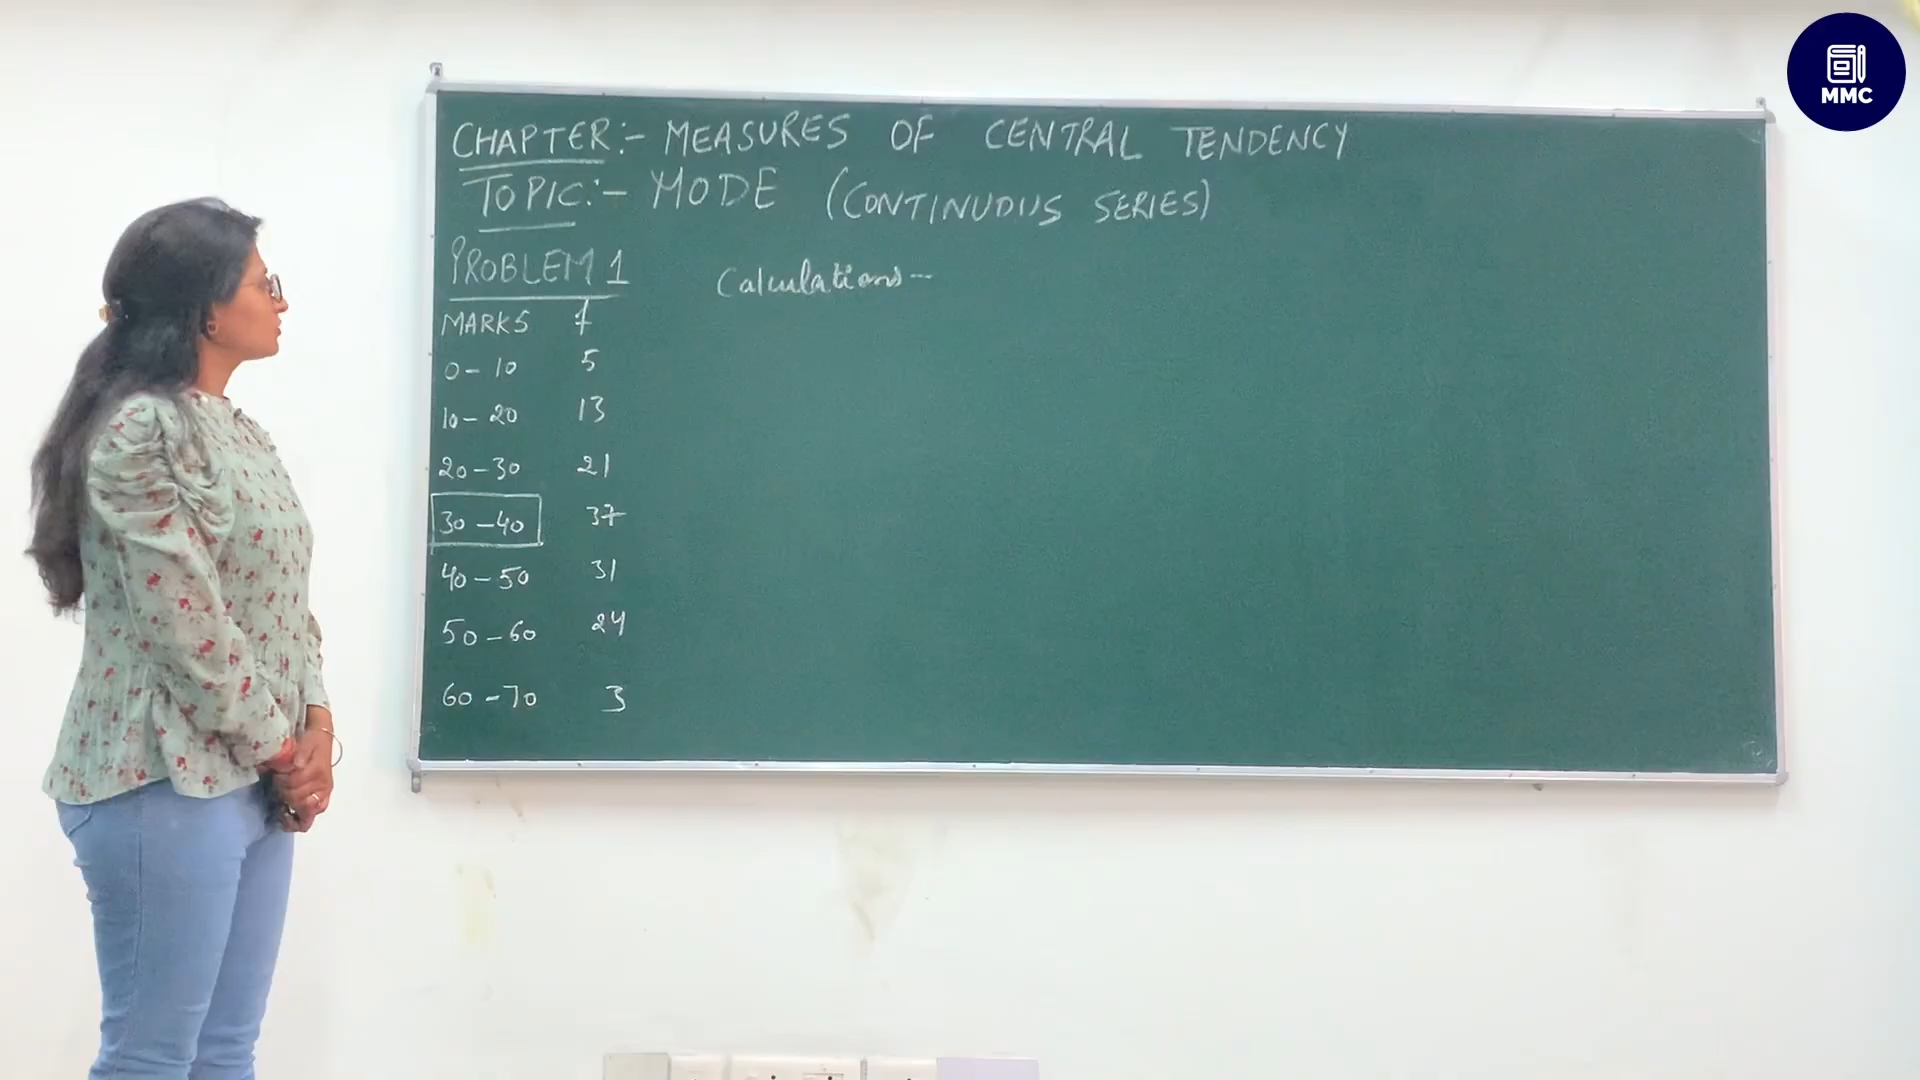 MMC
CHAPTER:- MEASURES OF CENTRAL TENDENCY
TOPIC:- MODE (CONTINUOUS SERIES)
PROBLEM 1
Calculations--
MARKS f
0-10 5
10-20 13
20-30 21
30-40 37
40-50 31
50-60 24
60-70 3